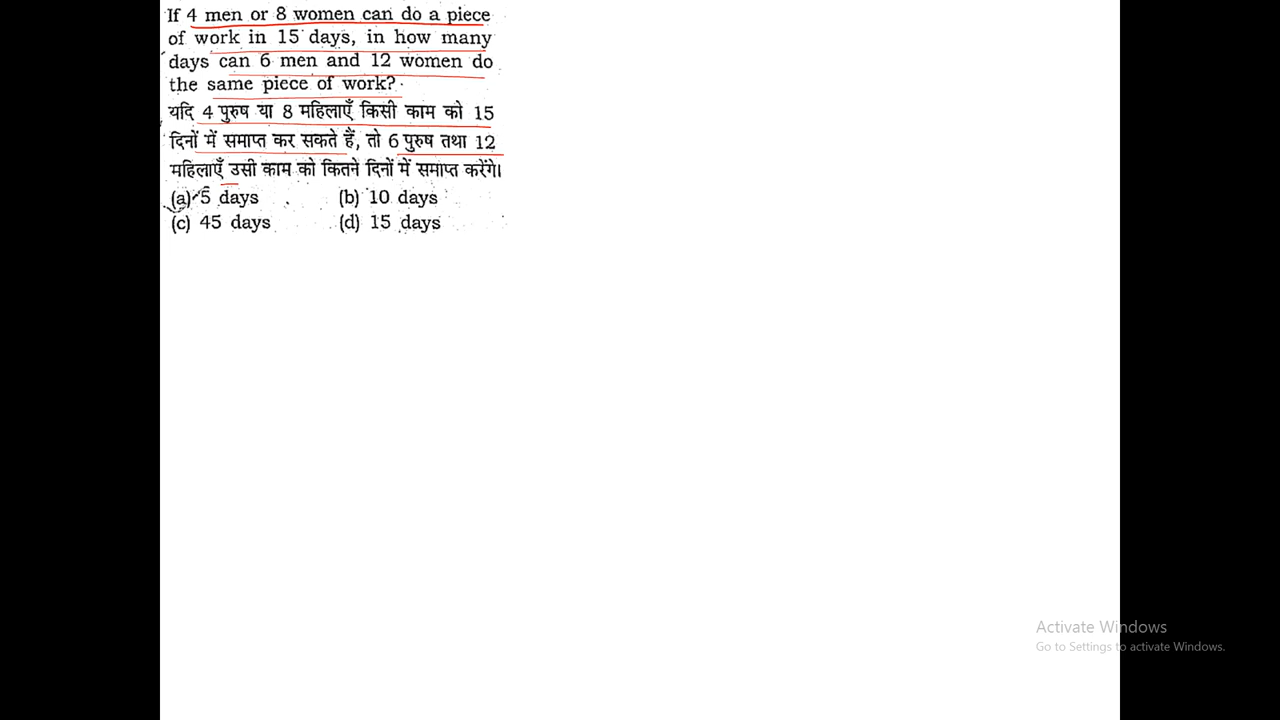 If 4 men or 8 women can do a piece
of work in 15 days, in how many
days can 6 men and 12 women do
the same piece of work?
यदि 4 पुरुष या 8 महिलाएँ किसी काम को 15
दिनों में समाप्त कर सकते हैं, तो 6 पुरुष तथा 12
महिलाएँ उसी काम को कितने दिनों में समाप्त करेंगे।
(a) 5 days (b) 10 days
(c) 45 days (d) 15 days
Activate Windows
Go to Settings to activate Windows.